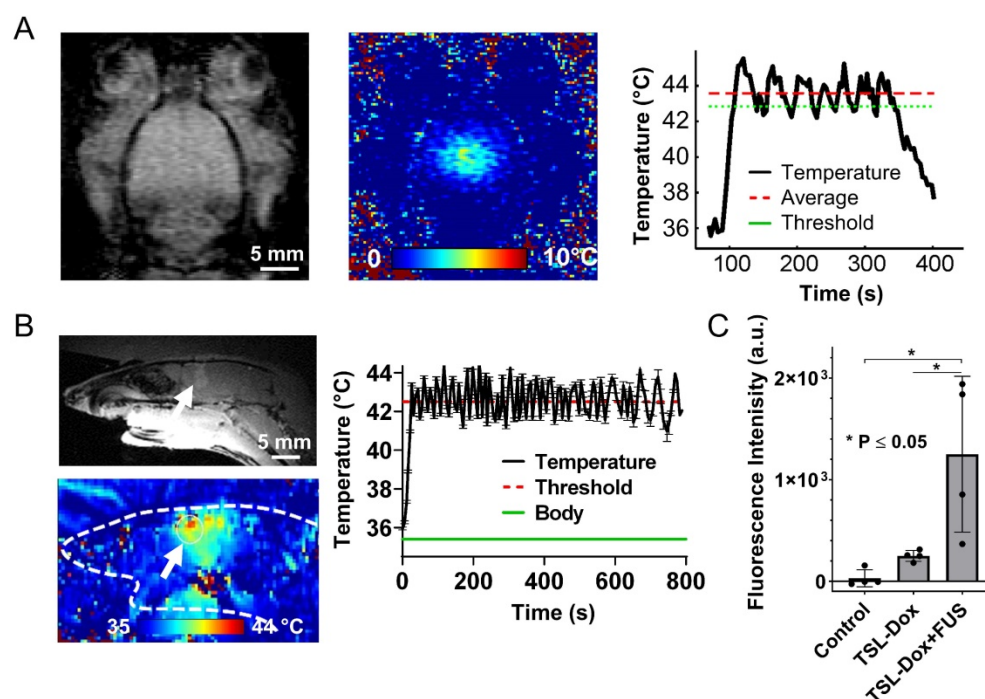 A
5 mm
0
10°C
Temperature (°C)
44
42
40
38
36
Temperature
Average
Threshold
100
200
300
400
Time (s)
B
5 mm
35
44 °C
Temperature (°C)
44
42
40
38
36
Temperature
Threshold
Body
0
200
400
600
800
Time (s)
C
Fluorescence Intenisity (a.u.)
2×10³
1×10³
0
*
*
* P ≤ 0.05
Control
TSL-Dox
TSL-Dox+FUS